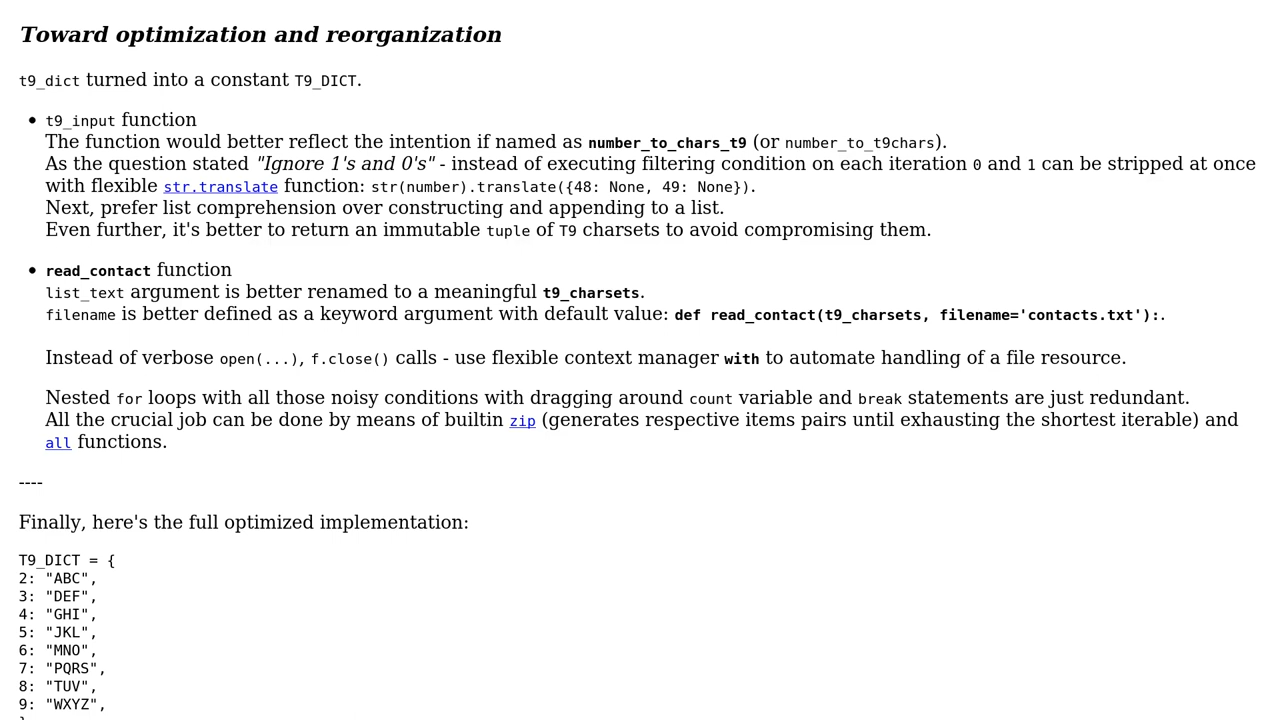 Toward optimization and reorganization
t9_dict turned into a constant T9_DICT.
• t9_input function
The function would better reflect the intention if named as number_to_chars_t9 (or number_to_t9chars).
As the question stated "Ignore 1's and 0's" - instead of executing filtering condition on each iteration 0 and 1 can be stripped at once
with flexible str.translate function: str(number).translate({48: None, 49: None}).
Next, prefer list comprehension over constructing and appending to a list.
Even further, it's better to return an immutable tuple of T9 charsets to avoid compromising them.
• read_contact function
list_text argument is better renamed to a meaningful t9_charsets.
filename is better defined as a keyword argument with default value: def read_contact(t9_charsets, filename='contacts.txt'):.
Instead of verbose open(...), f.close() calls - use flexible context manager with to automate handling of a file resource.
Nested for loops with all those noisy conditions with dragging around count variable and break statements are just redundant.
All the crucial job can be done by means of builtin zip (generates respective items pairs until exhausting the shortest iterable) and
all functions.
----
Finally, here's the full optimized implementation:
T9_DICT = {
2: "ABC",
3: "DEF",
4: "GHI",
5: "JKL",
6: "MNO",
7: "PQRS",
8: "TUV",
9: "WXYZ",